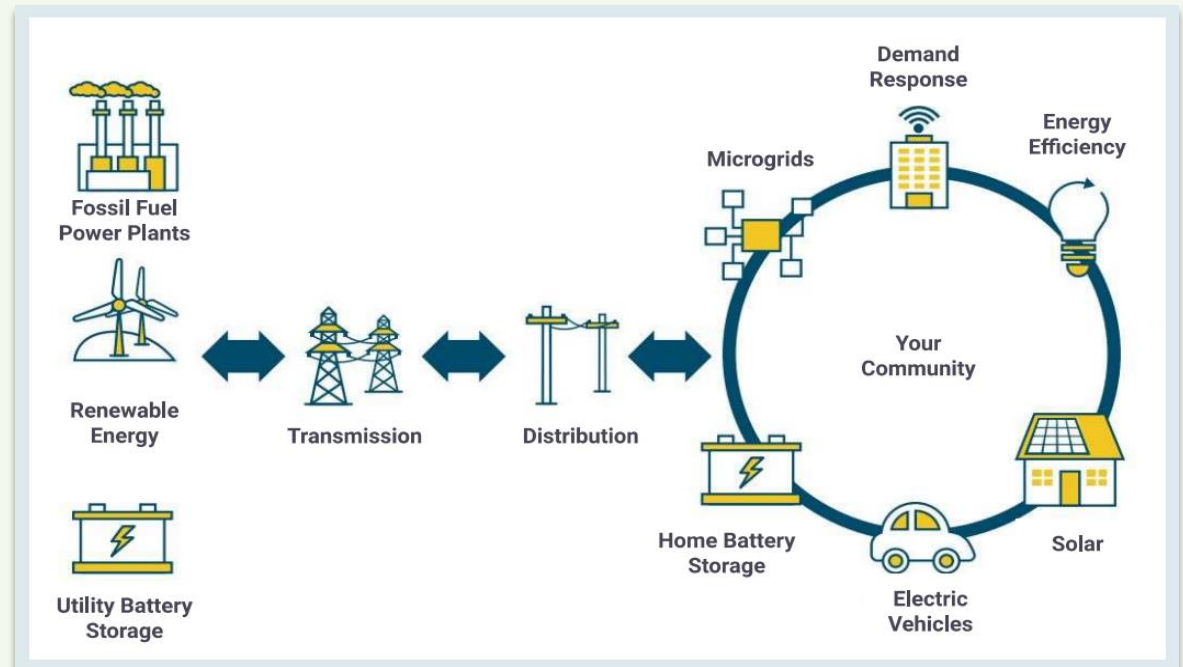 Fossil Fuel
Power Plants
Renewable
Energy
Utility Battery
Storage
Transmission
Distribution
Microgrids
Demand
Response
Energy
Efficiency
Your
Community
Home Battery
Storage
Electric
Vehicles
Solar